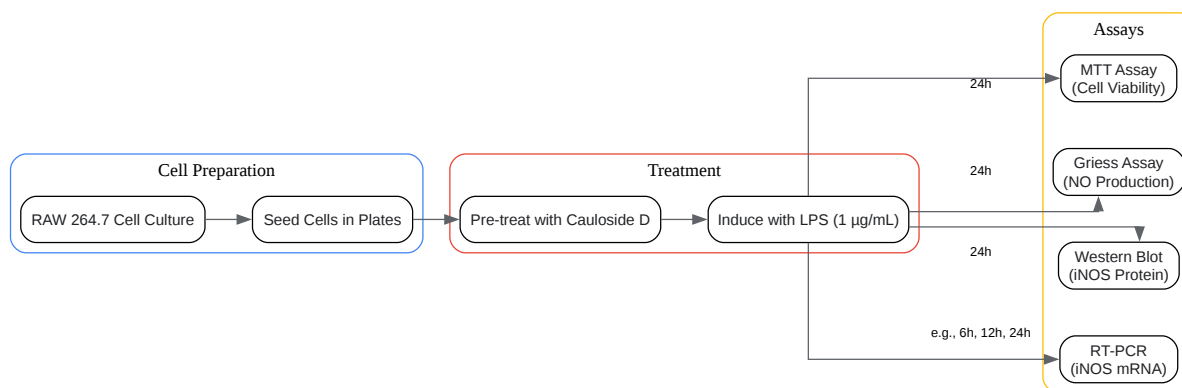 Assays
MTT Assay
(Cell Viability)
24h
Cell Preparation
Treatment
24h
Griess Assay
(NO Production)
RAW 264.7 Cell Culture
Seed Cells in Plates
Pre-treat with Cauloside D
Induce with LPS (1 µg/mL)
24h
Western Blot
(iNOS Protein)
e.g., 6h, 12h, 24h
RT-PCR
(iNOS mRNA)